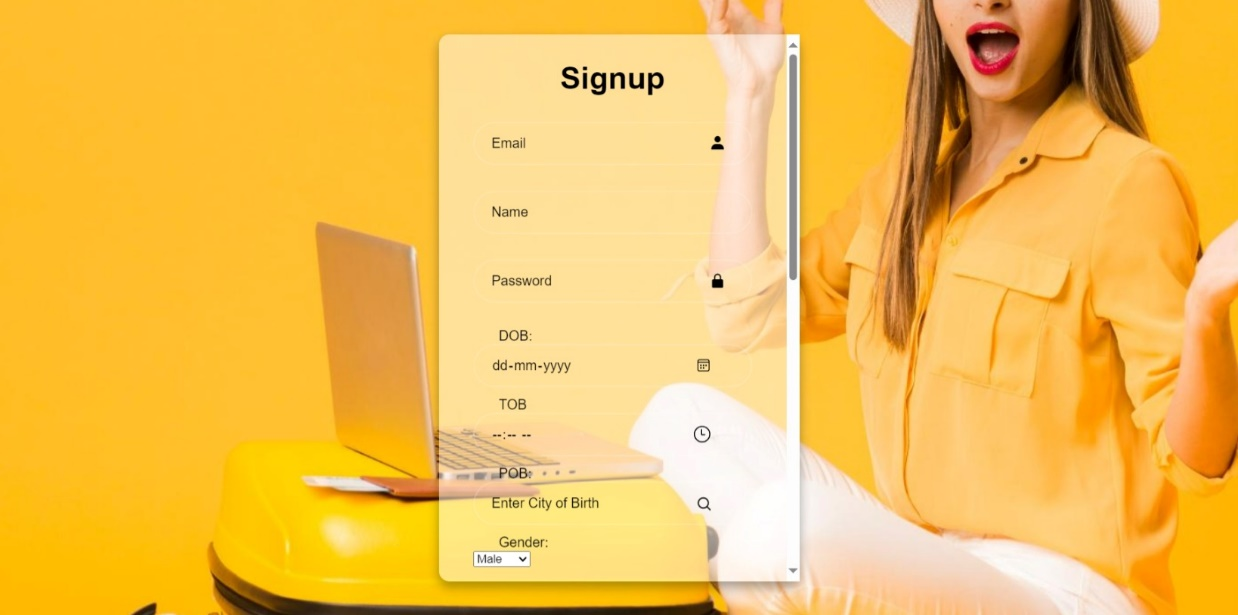 Signup
Email
Name
Password
DOB:
dd-mm-yyyy
TOB
--:-- --
POB:
Enter City of Birth
Gender:
Male